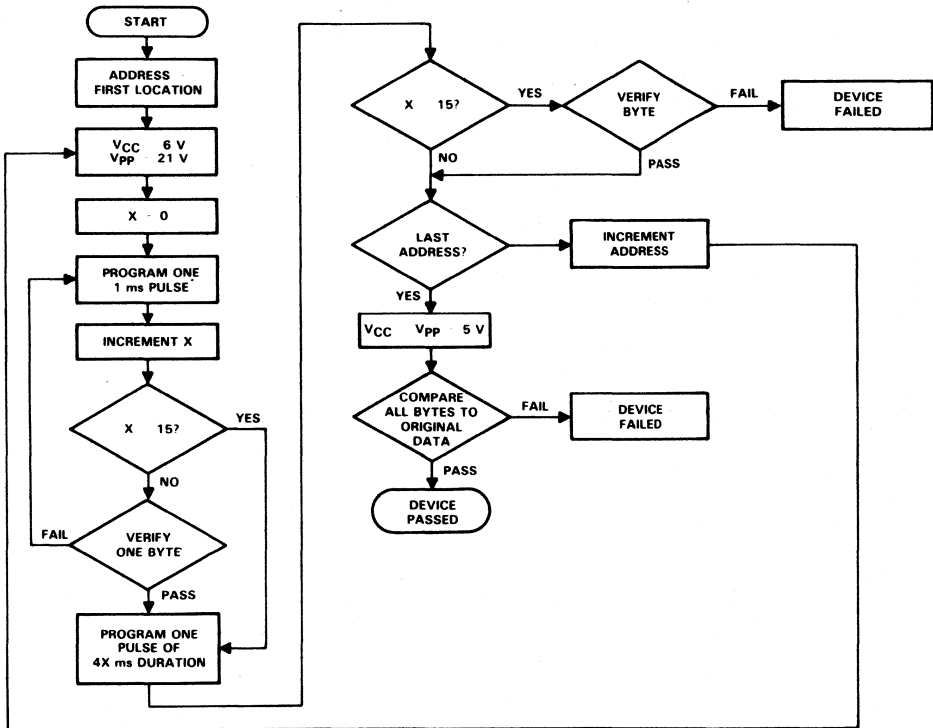 START
ADDRESS
FIRST LOCATION
VCC 6 V
VPP 21 V
X 0
PROGRAM ONE
1 ms PULSE
INCREMENT X
X 15?
YES
NO
VERIFY
ONE BYTE
FAIL
PASS
PROGRAM ONE
PULSE OF
4X ms DURATION
X 15?
YES
NO
VERIFY
BYTE
FAIL
PASS
DEVICE
FAILED
LAST
ADDRESS?
INCREMENT
ADDRESS
YES
VCC VPP 5 V
COMPARE
ALL BYTES TO
ORIGINAL
DATA
FAIL
DEVICE
FAILED
PASS
DEVICE
PASSED